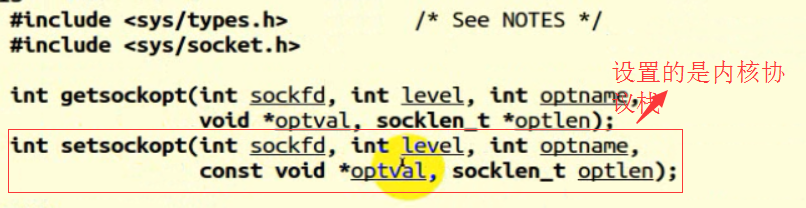 #include <sys/types.h>          /* See NOTES */
#include <sys/socket.h>
int getsockopt(int sockfd, int level, int optname,
void *optval, socklen_t *optlen);
int setsockopt(int sockfd, int level, int optname,
const void *optval, socklen_t optlen);
设置的是内核协
议栈